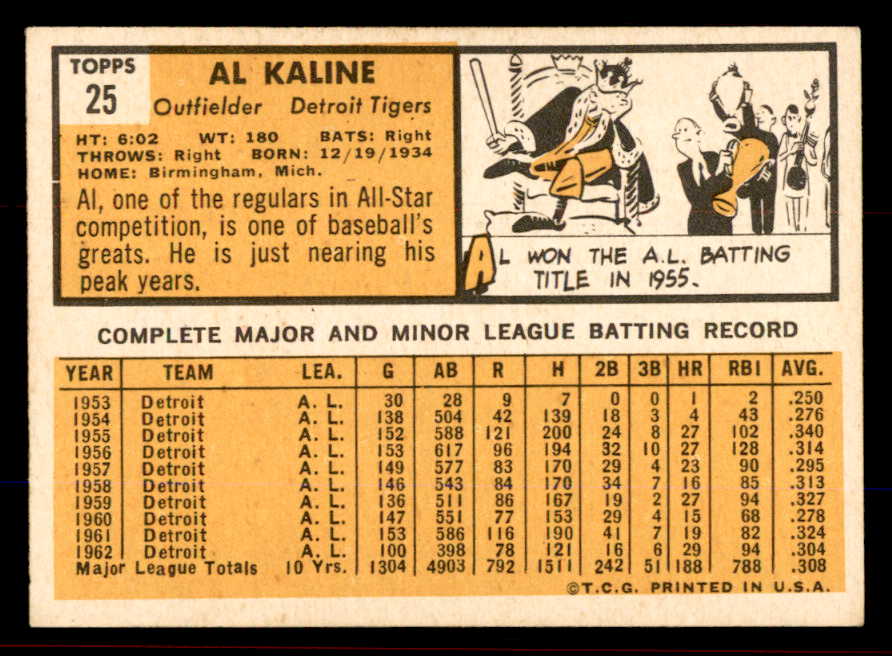 TOPPS
25
AL KALINE
Outfielder Detroit Tigers
HT: 6:02 WT: 180 BATS: Right
THROWS: Right BORN: 12/19/1934
HOME: Birmingham, Mich.
Al, one of the regulars in All-Star
competition, is one of baseball's
greats. He is just nearing his
peak years.
AL WON THE A.L. BATTING
TITLE IN 1955.
COMPLETE MAJOR AND MINOR LEAGUE BATTING RECORD
YEAR TEAM LEA. G AB R H 2B 3B HR RBI AVG.
1953 Detroit A. L. 30 28 9 7 0 0 1 2 .250
1954 Detroit A. L. 138 504 42 139 18 3 4 43 .276
1955 Detroit A. L. 152 588 121 200 24 8 27 102 .340
1956 Detroit A. L. 153 617 96 194 32 10 27 128 .314
1957 Detroit A. L. 149 577 83 170 29 4 23 90 .295
1958 Detroit A. L. 146 543 84 170 34 7 16 85 .313
1959 Detroit A. L. 136 511 86 167 19 2 27 94 .327
1960 Detroit A. L. 147 551 77 153 29 4 15 68 .278
1961 Detroit A. L. 153 586 116 190 41 7 19 82 .324
1962 Detroit A. L. 100 398 78 121 16 6 29 94 .304
Major League Totals 10 Yrs. 1304 4903 792 1511 242 51 188 788 .308
©T.C.G. PRINTED IN U.S.A.